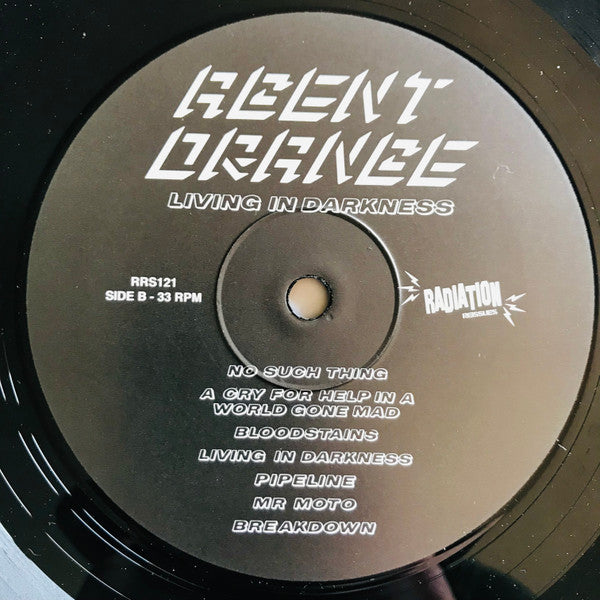 AGENT
ORANGE
LIVING IN DARKNESS
RRS121
SIDE B - 33 RPM
RADIATION
REISSUES
NO SUCH THING
A CRY FOR HELP IN A
WORLD GONE MAD
BLOODSTAINS
LIVING IN DARKNESS
PIPELINE
MR MOTO
BREAKDOWN